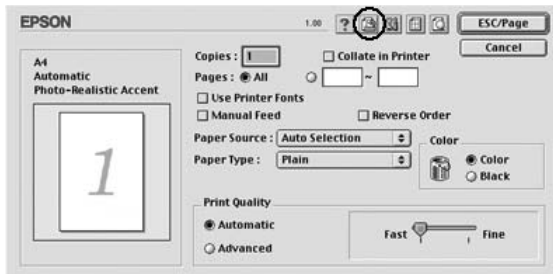 EPSON
1.00
?
ESC/Page
Cancel
A4
Automatic
Photo-Realistic Accent
1
Copies : 1
Collate in Printer
Pages : All
~
Use Printer Fonts
Manual Feed
Reverse Order
Paper Source : Auto Selection
Paper Type : Plain
Color
Color
Black
Print Quality
Automatic
Advanced
Fast
Fine